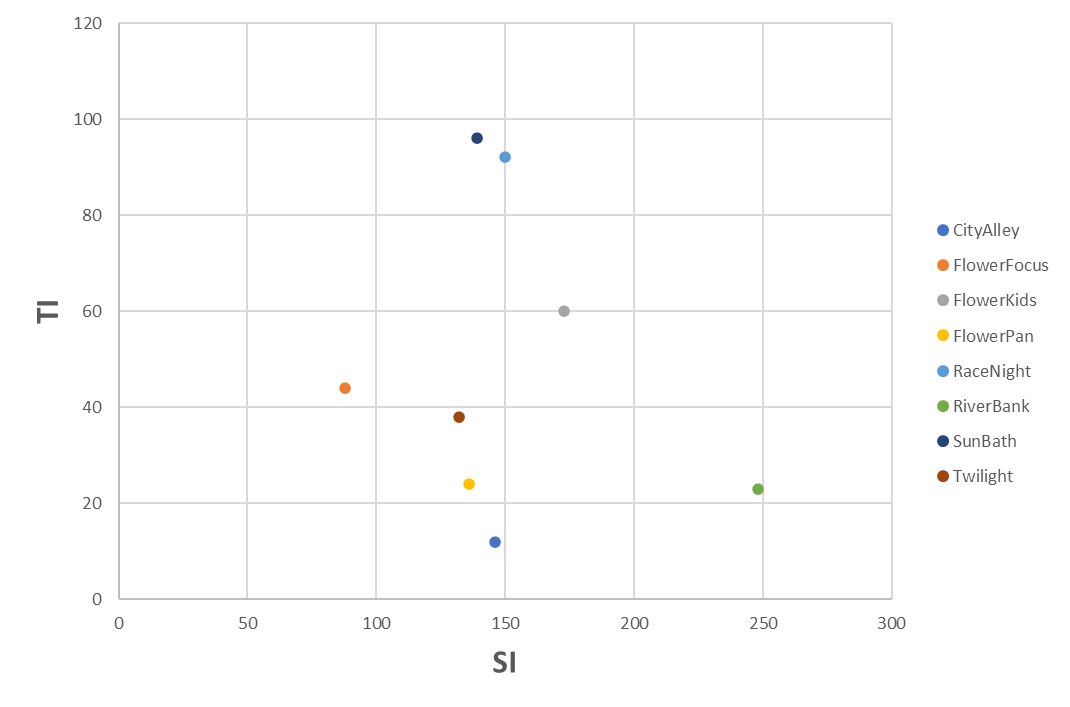 120
100
80
60
40
20
0
TI
0 50 100 150 200 250 300
SI
CityAlley
FlowerFocus
FlowerKids
FlowerPan
RaceNight
RiverBank
SunBath
Twilight